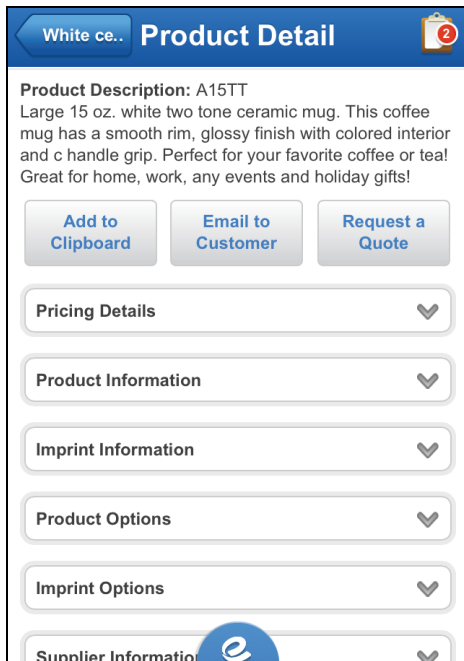 White ce.. Product Detail 2
Product Description: A15TT
Large 15 oz. white two tone ceramic mug. This coffee
mug has a smooth rim, glossy finish with colored interior
and c handle grip. Perfect for your favorite coffee or tea!
Great for home, work, any events and holiday gifts!
Add to Email to Request a
Clipboard Customer Quote
Pricing Details
Product Information
Imprint Information
Product Options
Imprint Options
Supplier Informatio